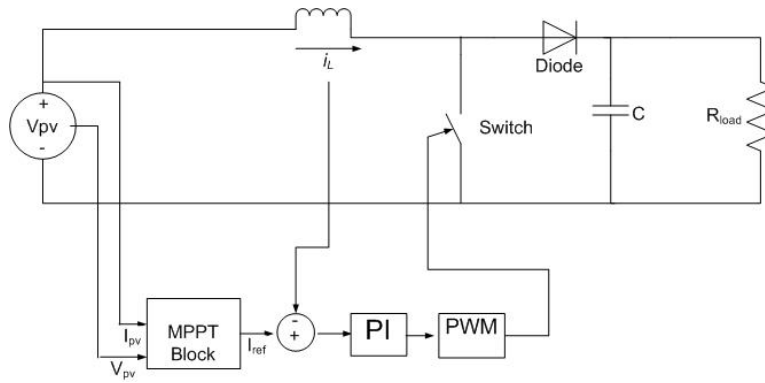 i_L
Diode
+
Vpv
-
Switch
C
R_load
-
+
MPPT
Block
I_pv
V_pv
I_ref
PI
PWM